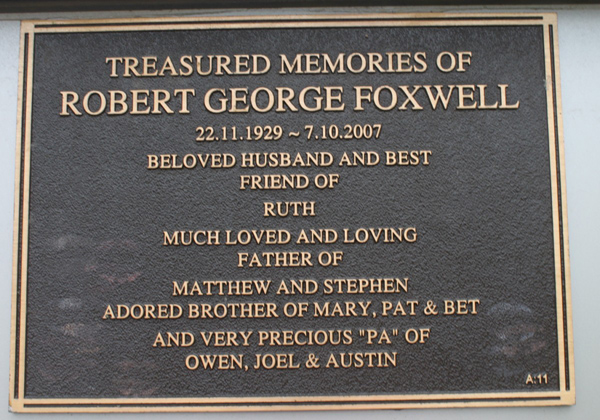 TREASURED MEMORIES OF
ROBERT GEORGE FOXWELL
22.11.1929 ~ 7.10.2007
BELOVED HUSBAND AND BEST
FRIEND OF
RUTH
MUCH LOVED AND LOVING
FATHER OF
MATTHEW AND STEPHEN
ADORED BROTHER OF MARY, PAT & BET
AND VERY PRECIOUS "PA" OF
OWEN, JOEL & AUSTIN
A:11